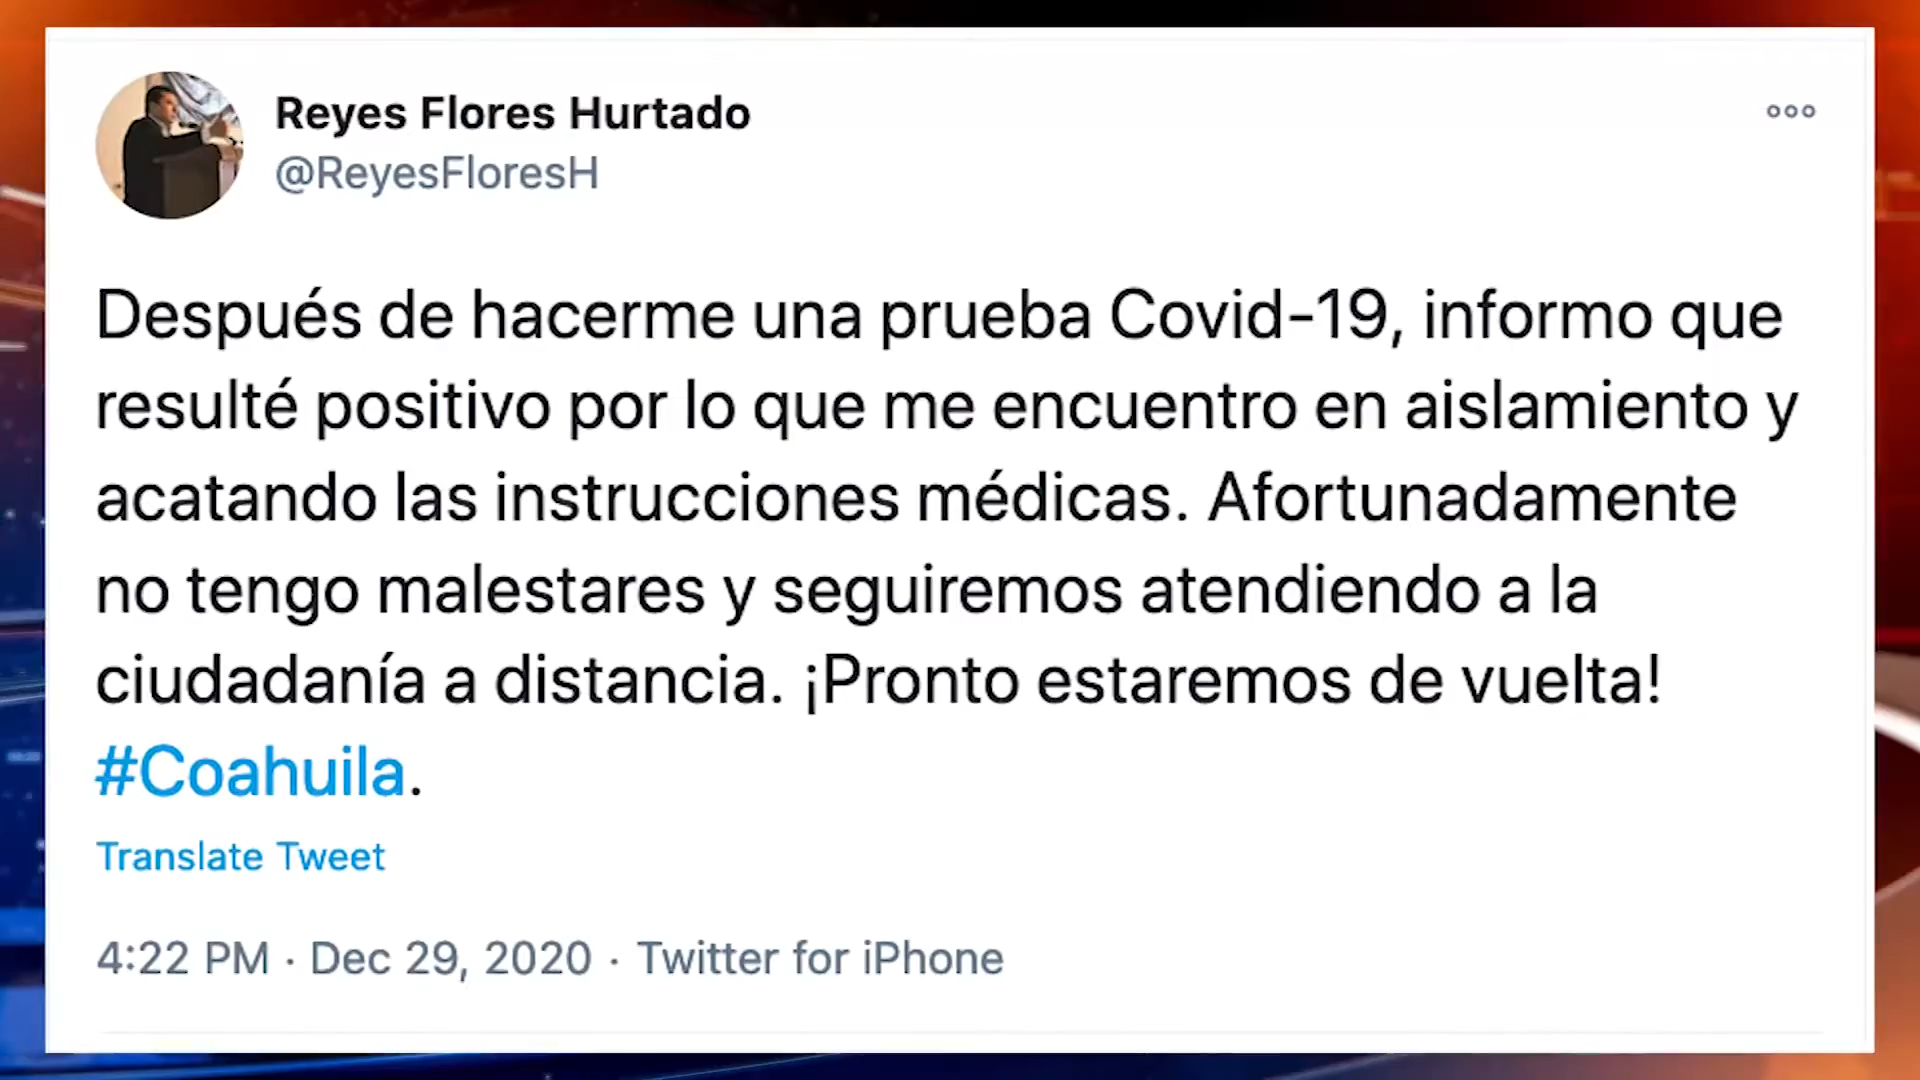 Reyes Flores Hurtado
@ReyesFloresH
Después de hacerme una prueba Covid-19, informo que
resulté positivo por lo que me encuentro en aislamiento y
acatando las instrucciones médicas. Afortunadamente
no tengo malestares y seguiremos atendiendo a la
ciudadanía a distancia. ¡Pronto estaremos de vuelta!
#Coahuila.
Translate Tweet
4:22 PM · Dec 29, 2020 · Twitter for iPhone